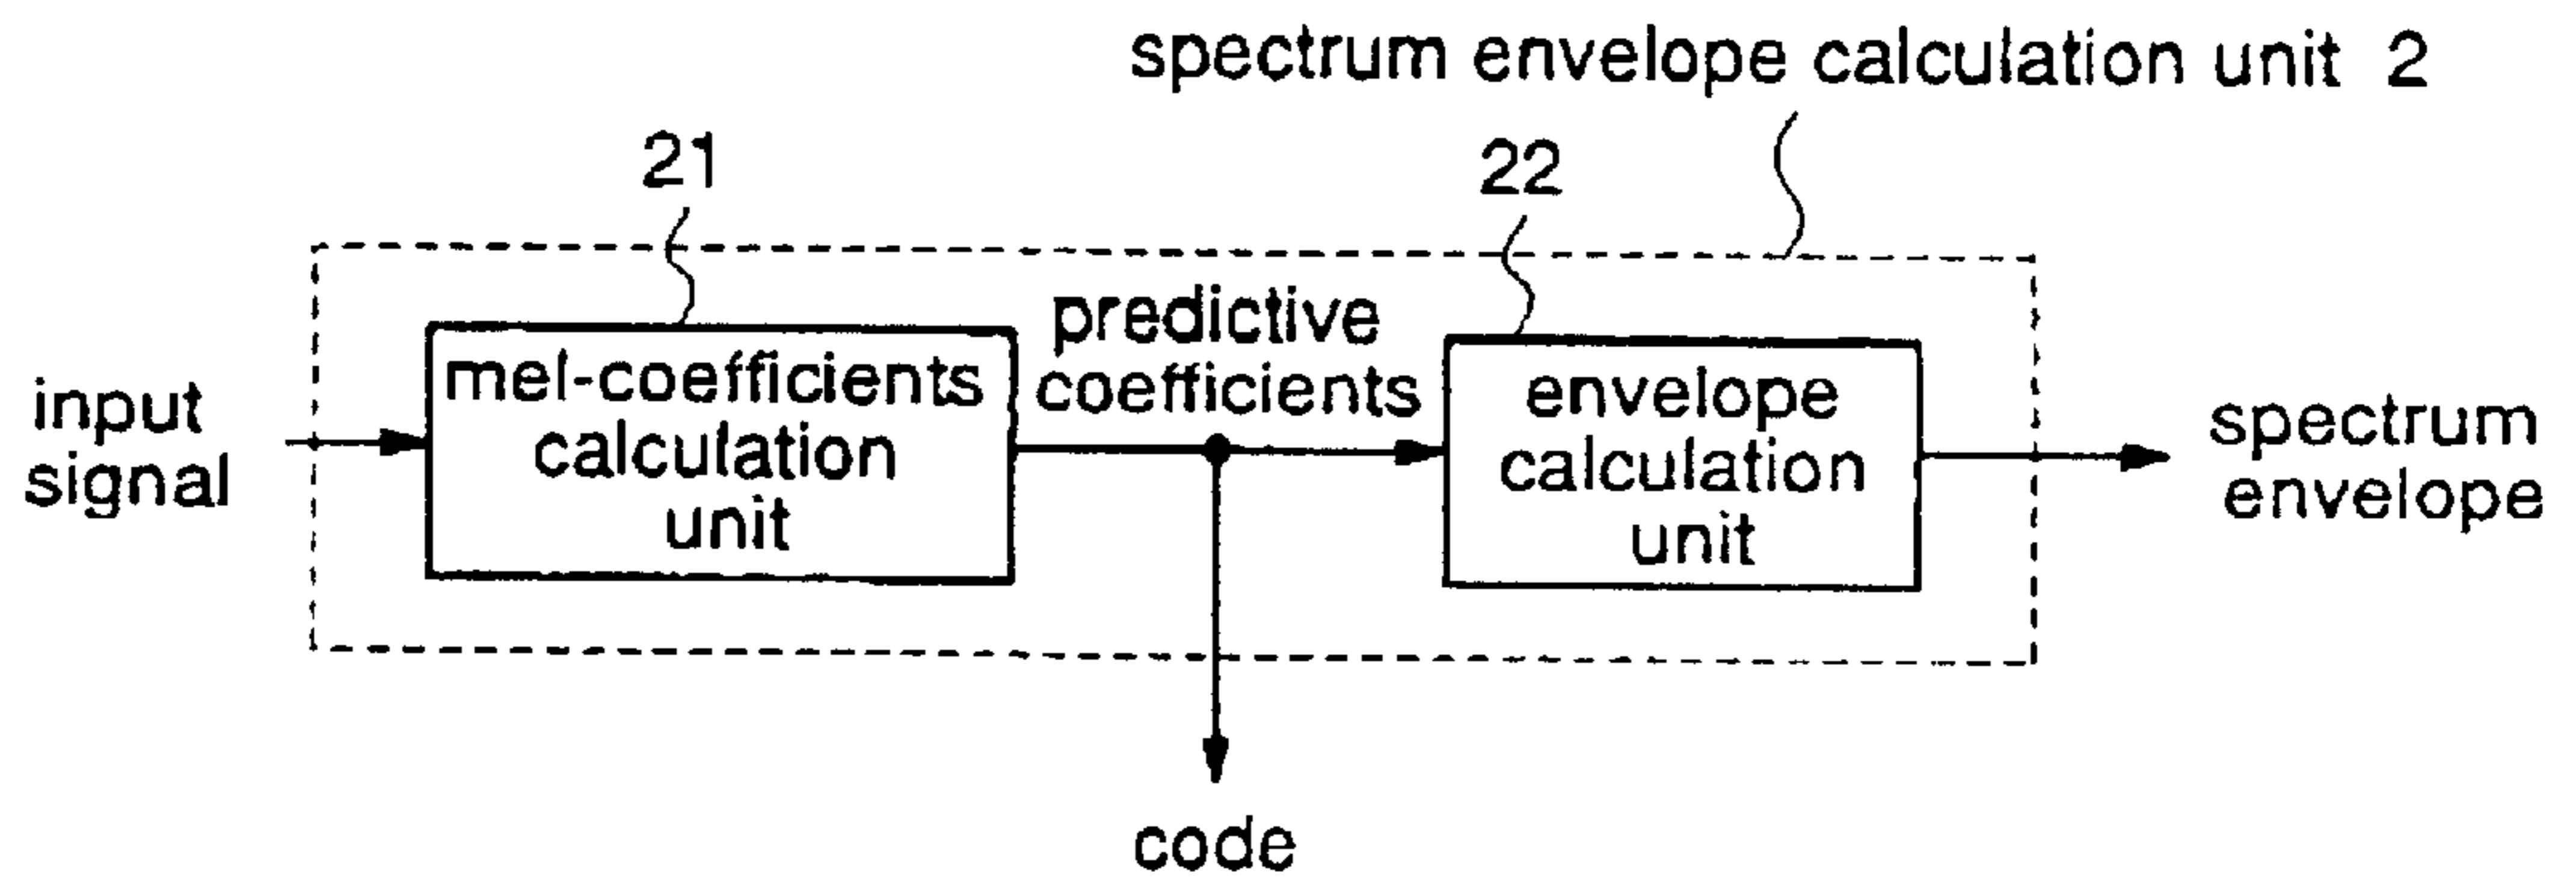 spectrum envelope calculation unit 2
21
22
input
signal
mel-coefficients
calculation
unit
predictive
coefficients
envelope
calculation
unit
spectrum
envelope
code